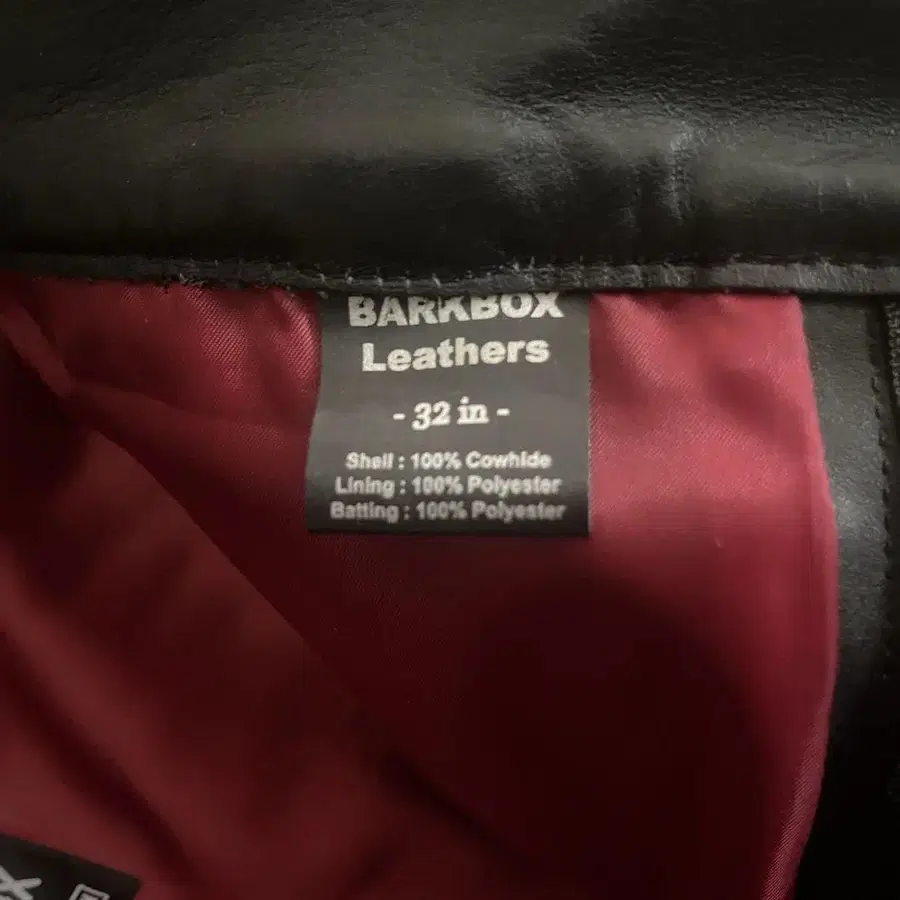 BARKBOX
Leathers
- 32 in -
Shell : 100% Cowhide
Lining : 100% Polyester
Batting : 100% Polyester